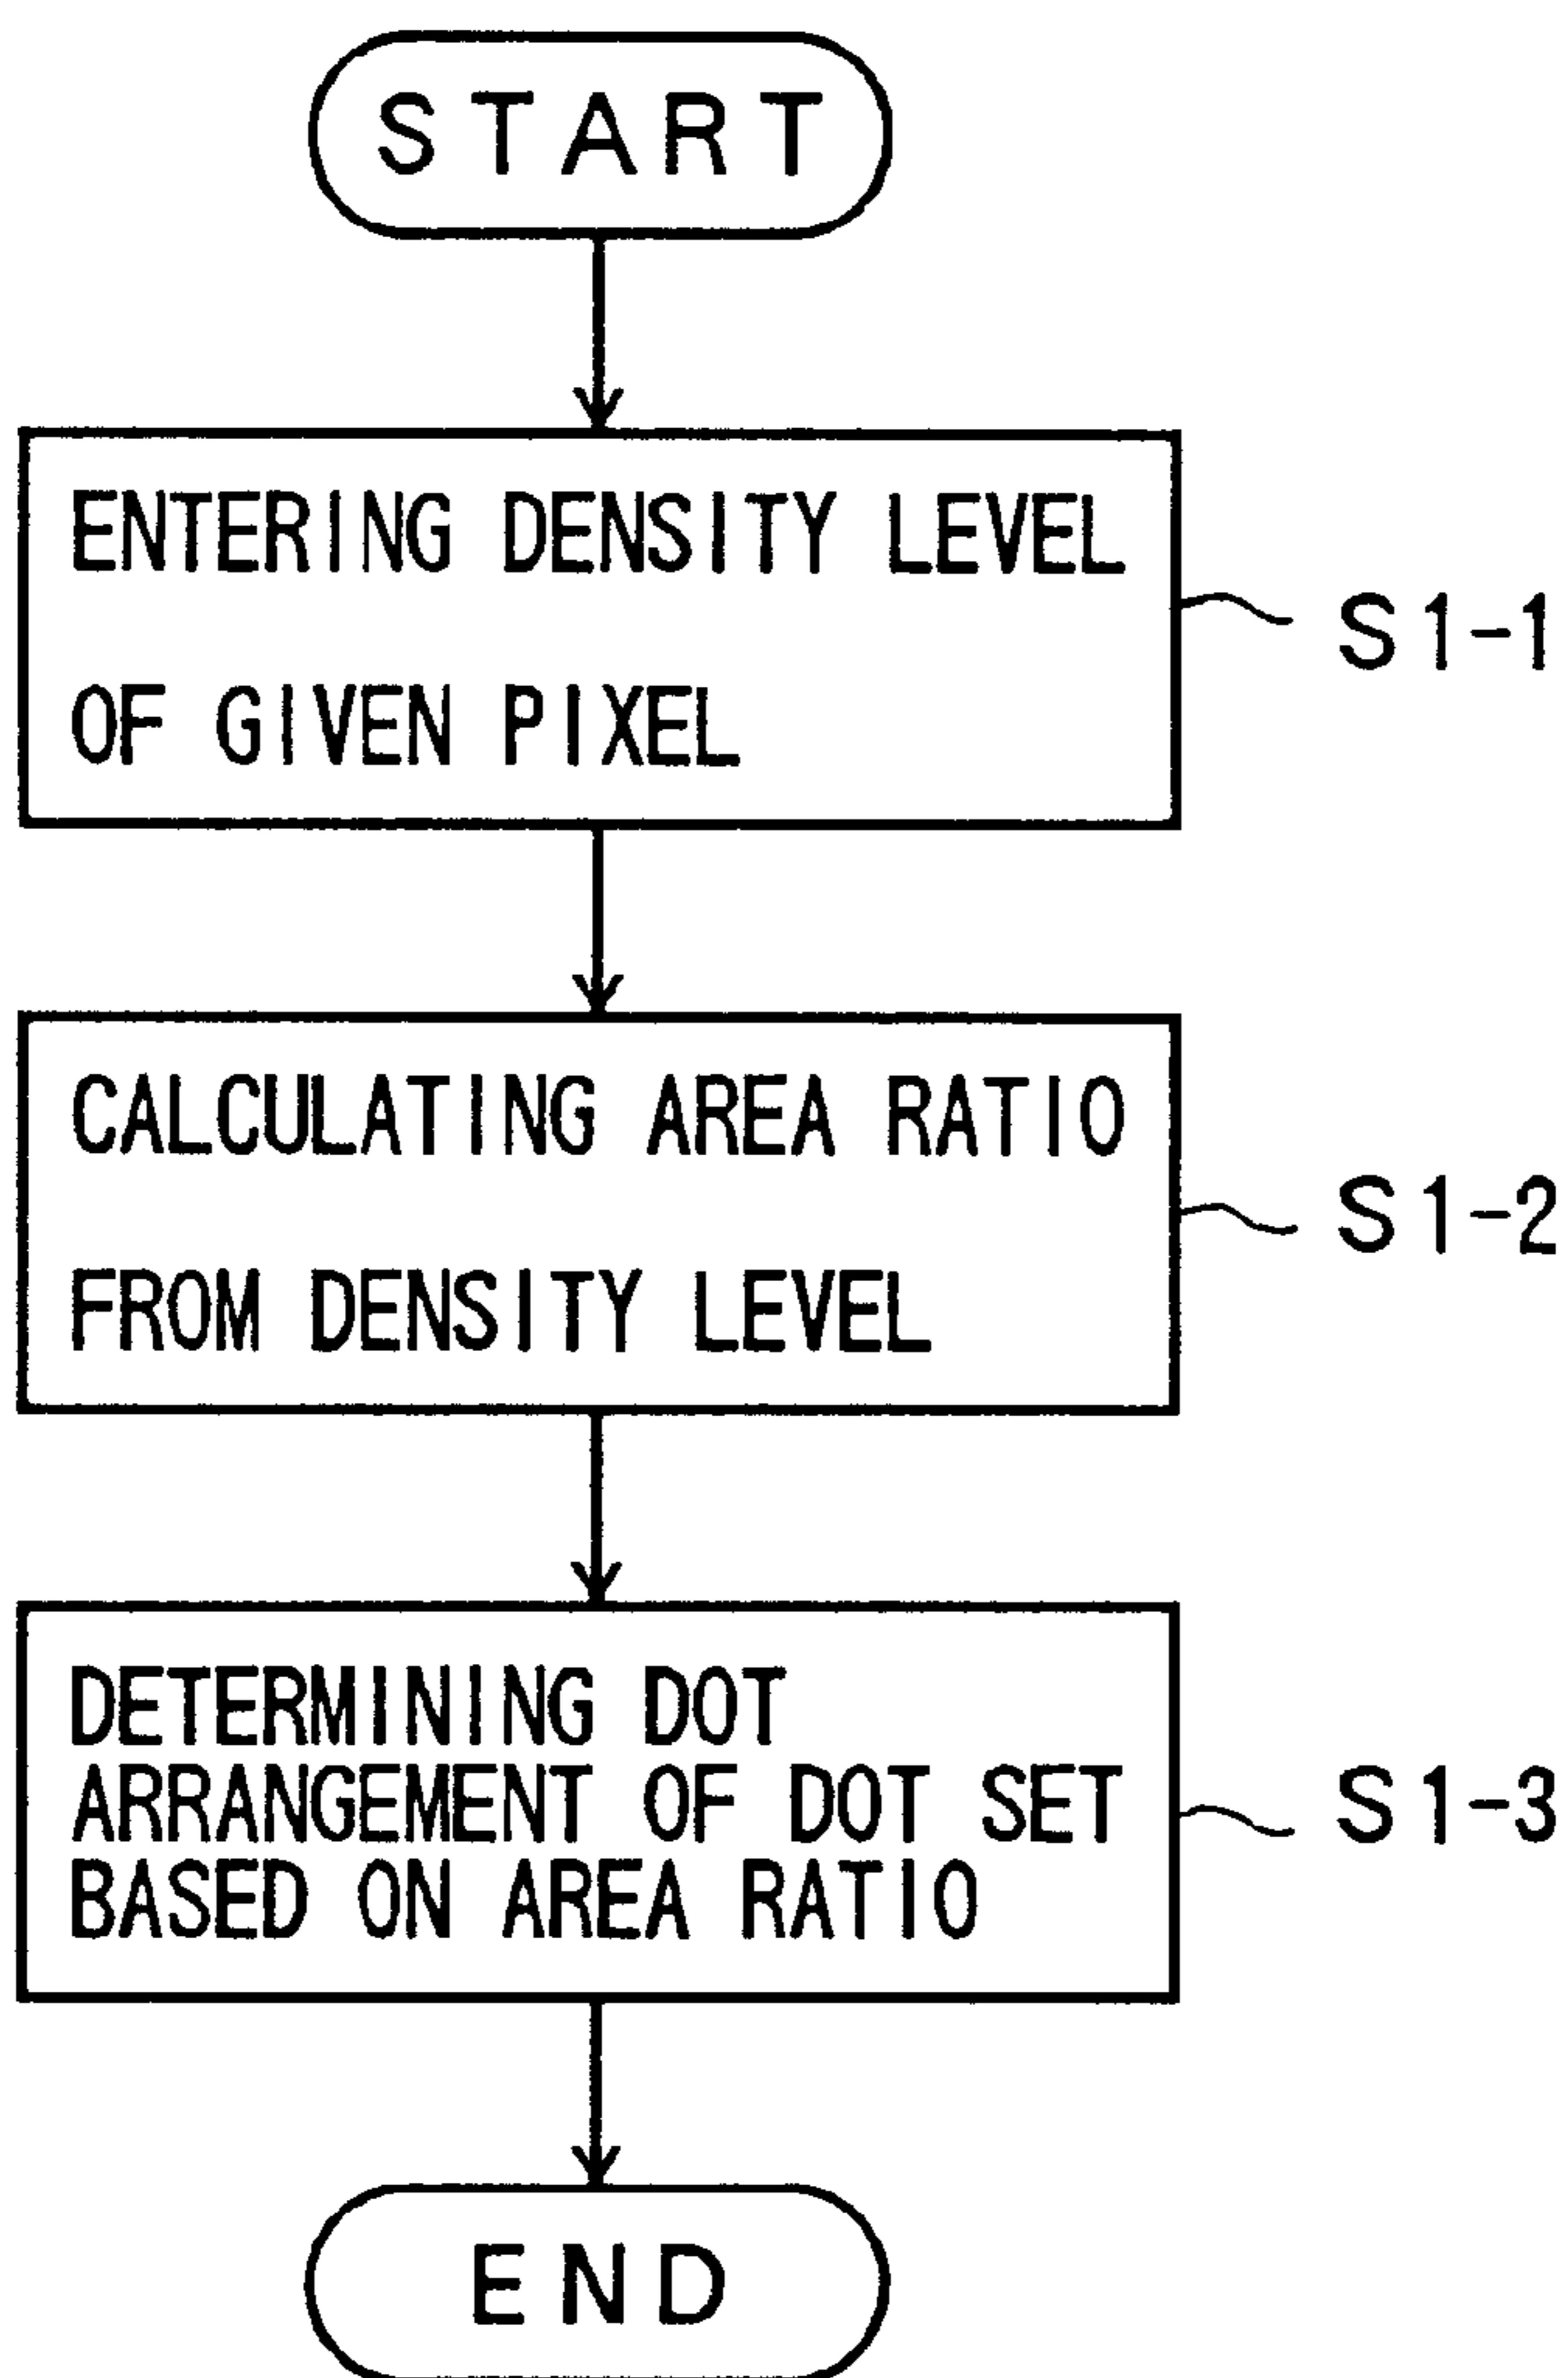 START
ENTERING DENSITY LEVEL
OF GIVEN PIXEL
S1-1
CALCULATING AREA RATIO
FROM DENSITY LEVEL
S1-2
DETERMINING DOT
ARRANGEMENT OF DOT SET
BASED ON AREA RATIO
S1-3
END